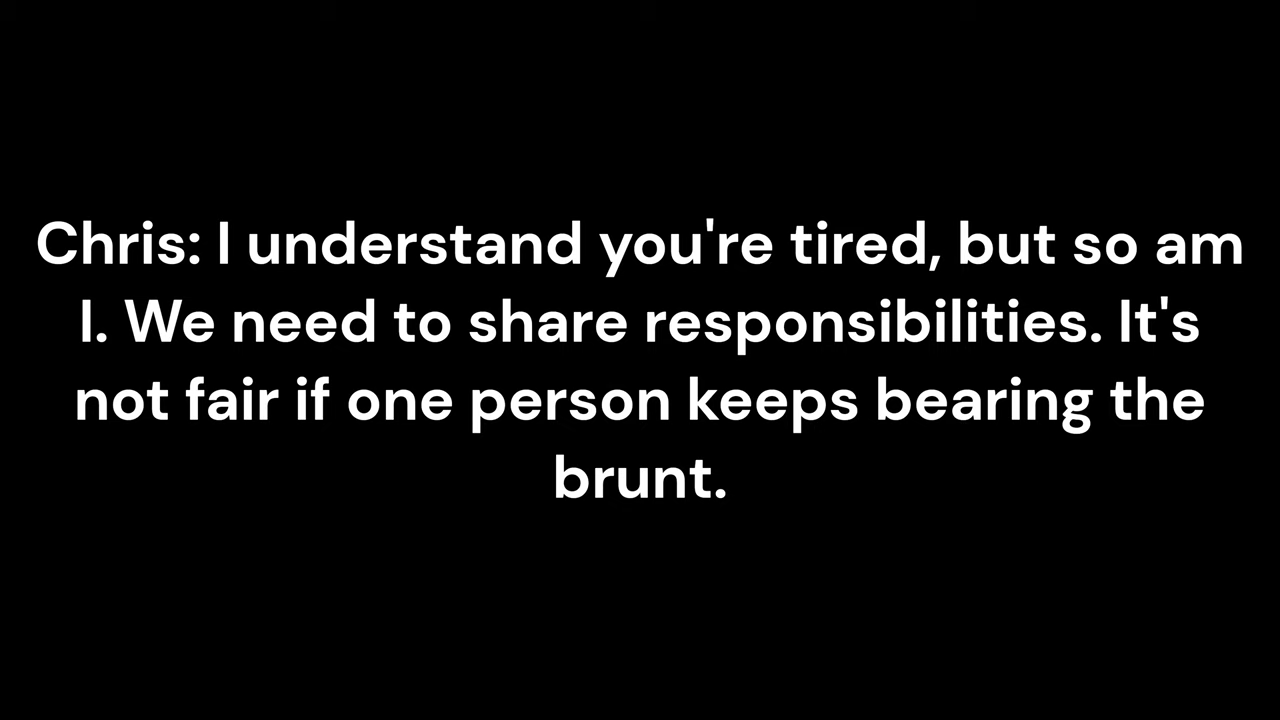 Chris: I understand you're tired, but so am
I. We need to share responsibilities. It's
not fair if one person keeps bearing the
brunt.